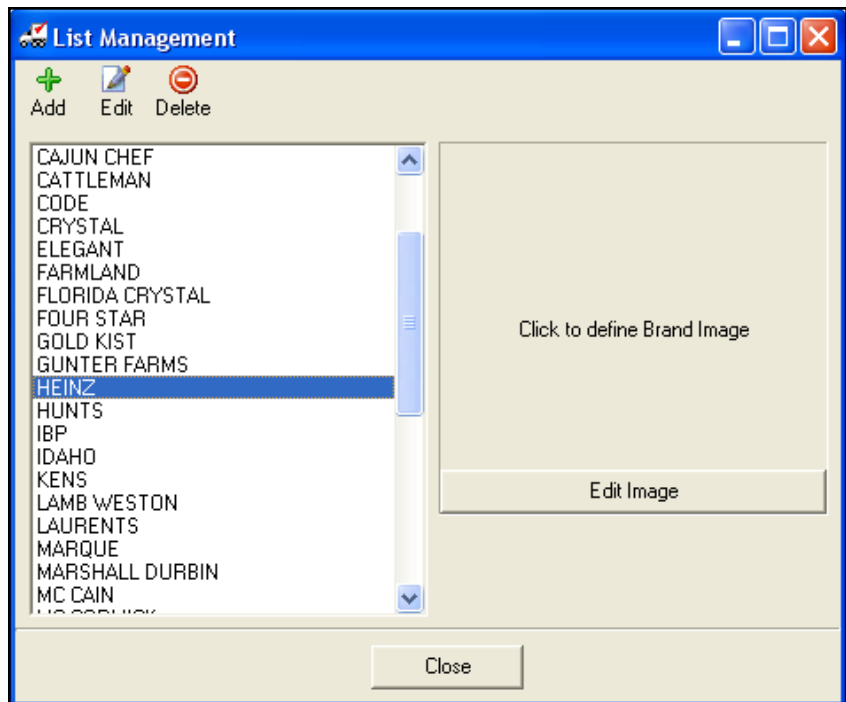 List Management
Add Edit Delete
CAJUN CHEF
CATTLEMAN
CODE
CRYSTAL
ELEGANT
FARMLAND
FLORIDA CRYSTAL
FOUR STAR
GOLD KIST
GUNTER FARMS
HEINZ
HUNTS
IBP
IDAHO
KENS
LAMB WESTON
LAURENTS
MARQUE
MARSHALL DURBIN
MC CAIN
Click to define Brand Image
Edit Image
Close